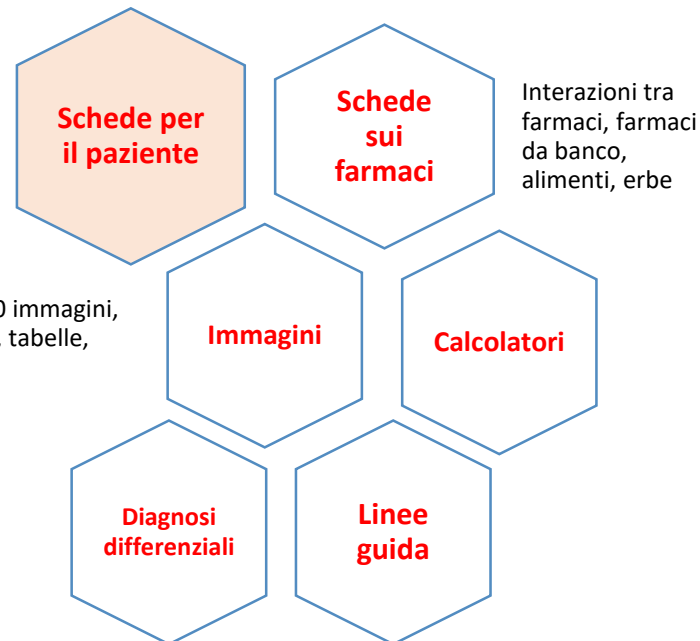 Schede per
il paziente
Schede
sui
farmaci
Interazioni tra
farmaci, farmaci
da banco,
alimenti, erbe
0 immagini,
tabelle,
Immagini
Calcolatori
Diagnosi
differenziali
Linee
guida